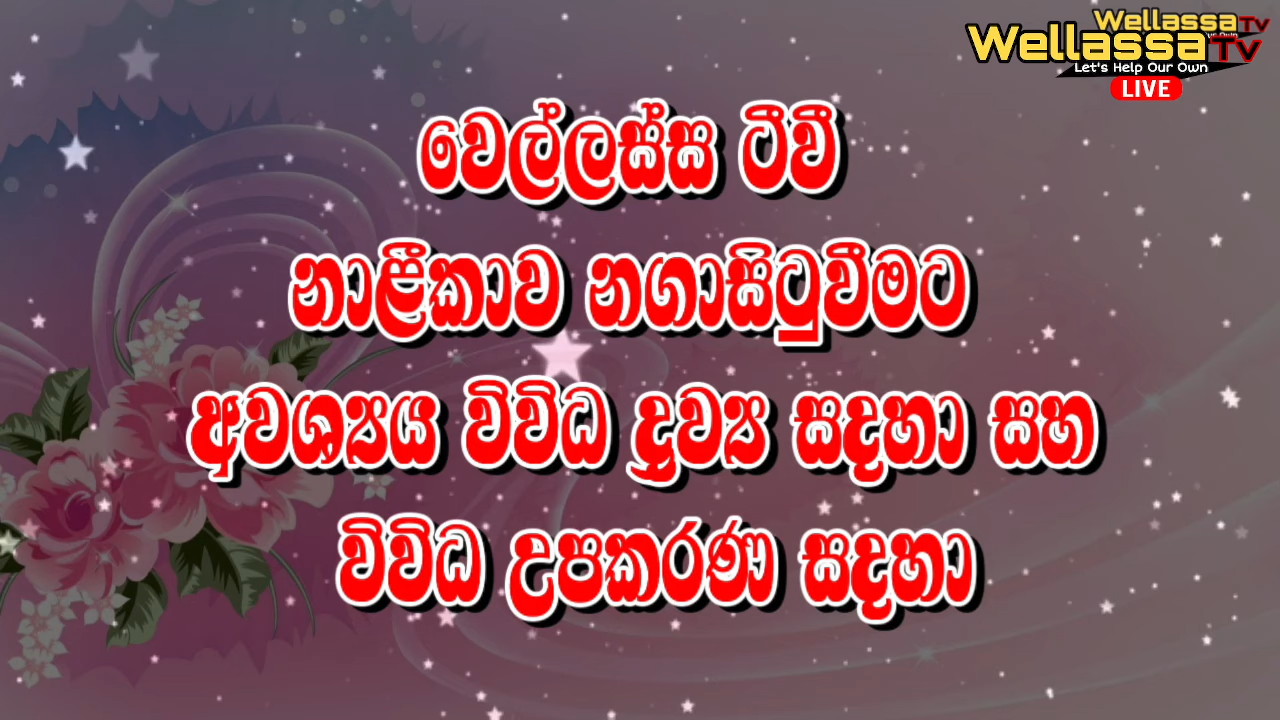 Wellassa Tv
Wellassa Tv
Let's Help Our Own
LIVE
වෙල්ලස්ස ටීවී
නාළීකාව නගාසිටුවීමට
අවශ්‍යය විවිධ ද්‍රව්‍ය සඳහා සහ
විවිධ උපකරණ සඳහා